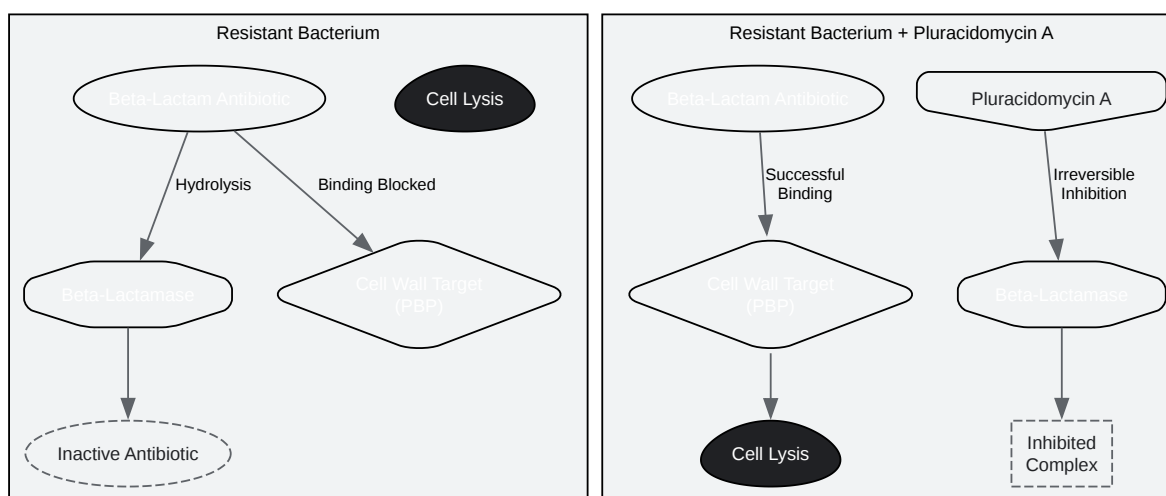 Resistant Bacterium
Beta-Lactam Antibiotic
Cell Lysis
Hydrolysis
Binding Blocked
Beta-Lactamase
Cell Wall Target
(PBP)
Inactive Antibiotic
Resistant Bacterium + Pluracidomycin A
Beta-Lactam Antibiotic
Pluracidomycin A
Successful
Binding
Irreversible
Inhibition
Cell Wall Target
(PBP)
Beta-Lactamase
Cell Lysis
Inhibited
Complex